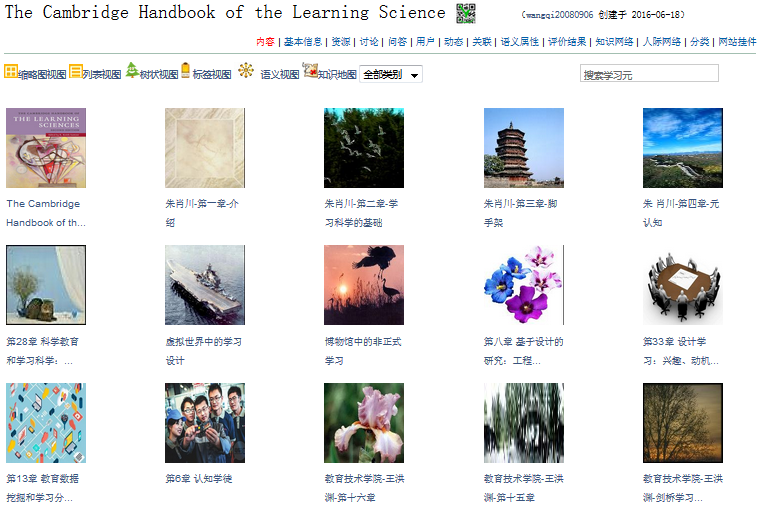 The Cambridge Handbook of the Learning Science (wangqi20080906 创建于 2016-06-18)
内容 | 基本信息 | 资源 | 讨论 | 问答 | 用户 | 动态 | 关联 | 语义属性 | 评价结果 | 知识网络 | 人际网络 | 分类 | 网站挂件
缩略图视图 列表视图 树状视图 标签视图 语义视图 知识地图 全部类别 搜索学习元
THE LEARNING
SCIENCES
The Cambridge
Handbook of th...
朱肖川-第一章-介
绍
朱肖川-第二章-学
习科学的基础
朱肖川-第三章-脚
手架
朱 肖川-第四章-元
认知
第28章 科学教育
和学习科学：...
虚拟世界中的学习
设计
博物馆中的非正式
学习
第八章 基于设计的
研究：工程...
第33章 设计学
习：兴趣、动机...
第13章 教育数据
挖掘和学习分...
第6章 认知学徒
教育技术学院-王洪
渊-第十六章
教育技术学院-王洪
渊-第十五章
教育技术学院-王洪
渊-剑桥学习...